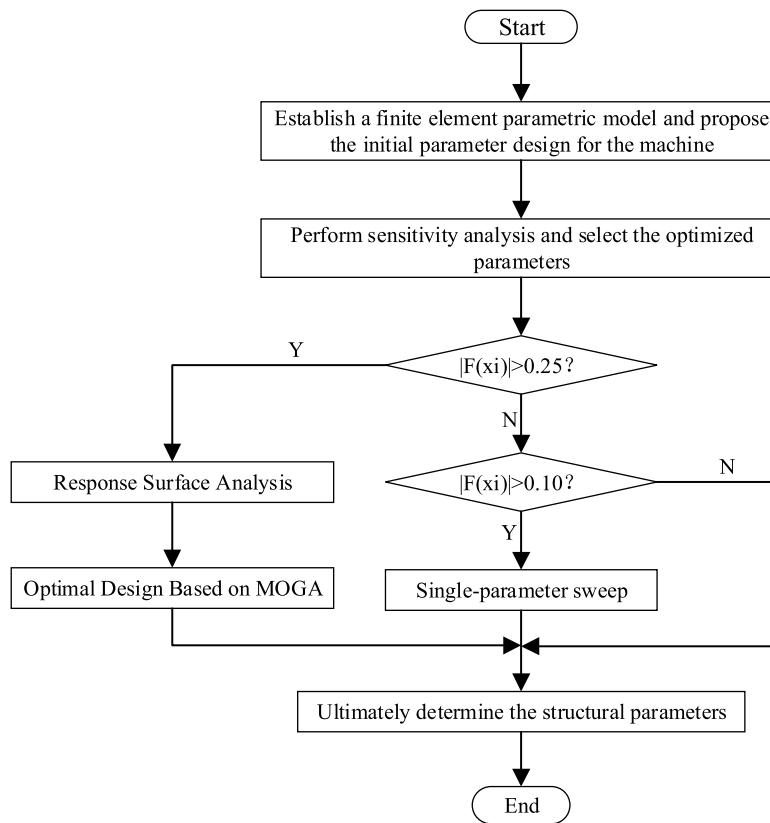 Start
Establish a finite element parametric model and propose
the initial parameter design for the machine
Perform sensitivity analysis and select the optimized
parameters
Y
|F(xi)|>0.25?
N
|F(xi)|>0.10?
N
Response Surface Analysis
Y
Optimal Design Based on MOGA
Single-parameter sweep
Ultimately determine the structural parameters
End